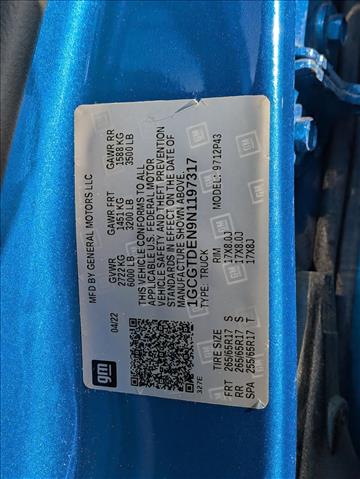 gm
04/22
MFD BY GENERAL MOTORS LLC
GVWR GAWR FRT GAWR RR
2722 KG 1451 KG 1588 KG
6000 LB 3200 LB 3500 LB
THIS VEHICLE CONFORMS TO ALL
APPLICABLE U.S. FEDERAL MOTOR
VEHICLE SAFETY AND THEFT PREVENTION
STANDARDS IN EFFECT ON THE DATE OF
MANUFACTURE SHOWN ABOVE.
1GCGTDEN9N1197317
TYPE: TRUCK MODEL: 9712P43
TIRE SIZE RIM
FRT 265/65R17 S 17X8.0J
RR 265/65R17 S 17X8.0J
SPA 255/65R17 S 17X8J
327E